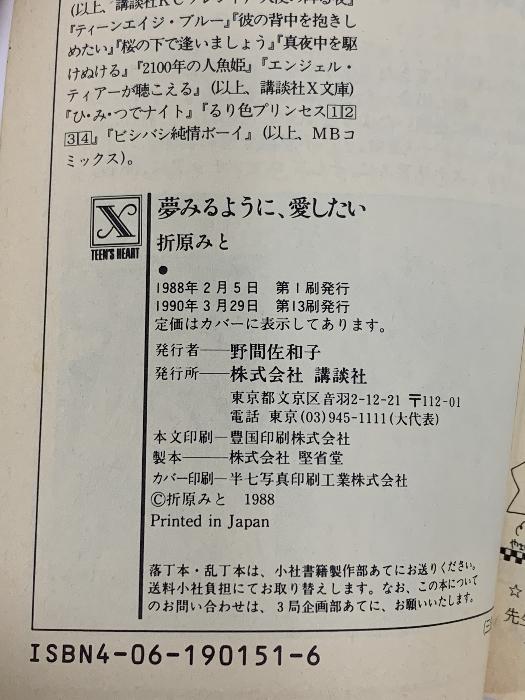 『ティーンエイジ・ブルー』『彼の背中を抱きし
めたい』『桜の下で逢いましょう』『真夜中を駆
けぬける』『2100年の人魚姫』『エンジェル・
ティアーが聴こえる』(以上、講談社X文庫)
『ひ・み・つでナイト』『るり色プリンセス1 2
3 4』『ビシバシ純情ボーイ』(以上、MBコ
ミックス)。
X
TEEN'S HEART
夢みるように、愛したい
折原みと
●
1988年2月5日 第1刷発行
1990年3月29日 第13刷発行
定価はカバーに表示してあります。
発行者——野間佐和子
発行所——株式会社 講談社
東京都文京区音羽2-12-21 〒112-01
電話 東京(03)945-1111(大代表)
本文印刷—豊国印刷株式会社
製本——株式会社 堅省堂
カバー印刷—半七写真印刷工業株式会社
©折原みと 1988
Printed in Japan
落丁本・乱丁本は、小社書籍製作部あてにお送りください。
送料小社負担にてお取り替えします。なお、この本について
のお問い合わせは、3局企画部あてに、お願いいたします。
ISBN4-06-190151-6
☆
先生